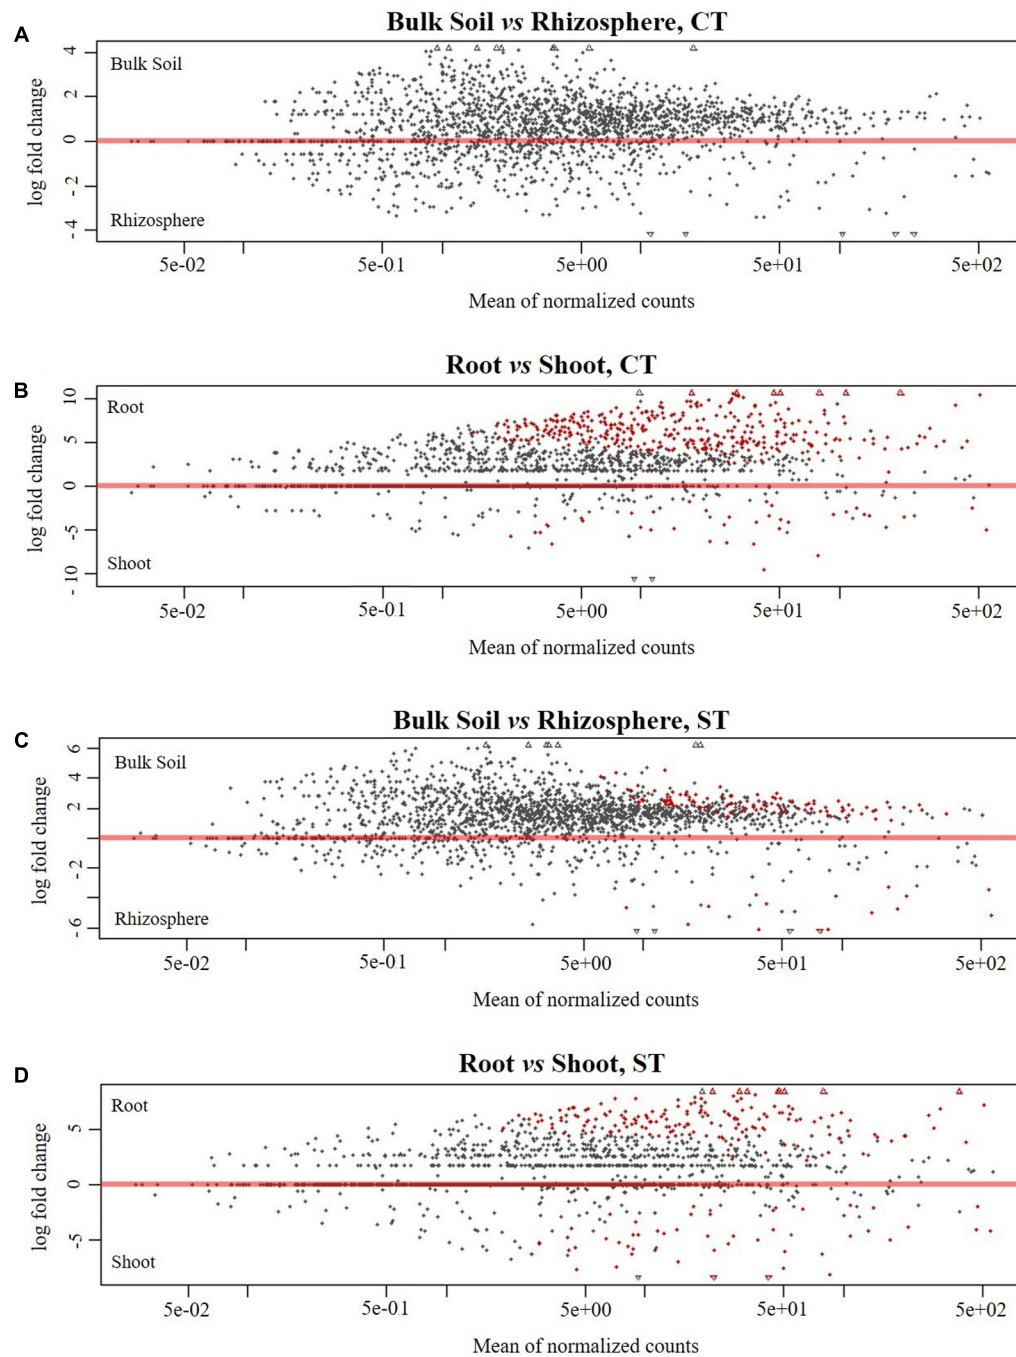 A
Bulk Soil vs Rhizosphere, CT
log fold change
4
2
0
- 2
- 4
Bulk Soil
Rhizosphere
5e-02 5e-01 5e+00 5e+01 5e+02
Mean of normalized counts
B
Root vs Shoot, CT
log fold change
10
5
0
-5
- 10
Root
Shoot
5e-02 5e-01 5e+00 5e+01 5e+02
Mean of normalized counts
C
Bulk Soil vs Rhizosphere, ST
log fold change
6
4
2
- 2
- 6
Bulk Soil
Rhizosphere
5e-02 5e-01 5e+00 5e+01 5e+02
Mean of normalized counts
D
Root vs Shoot, ST
log fold change
5
0
-5
Root
Shoot
5e-02 5e-01 5e+00 5e+01 5e+02
Mean of normalized counts